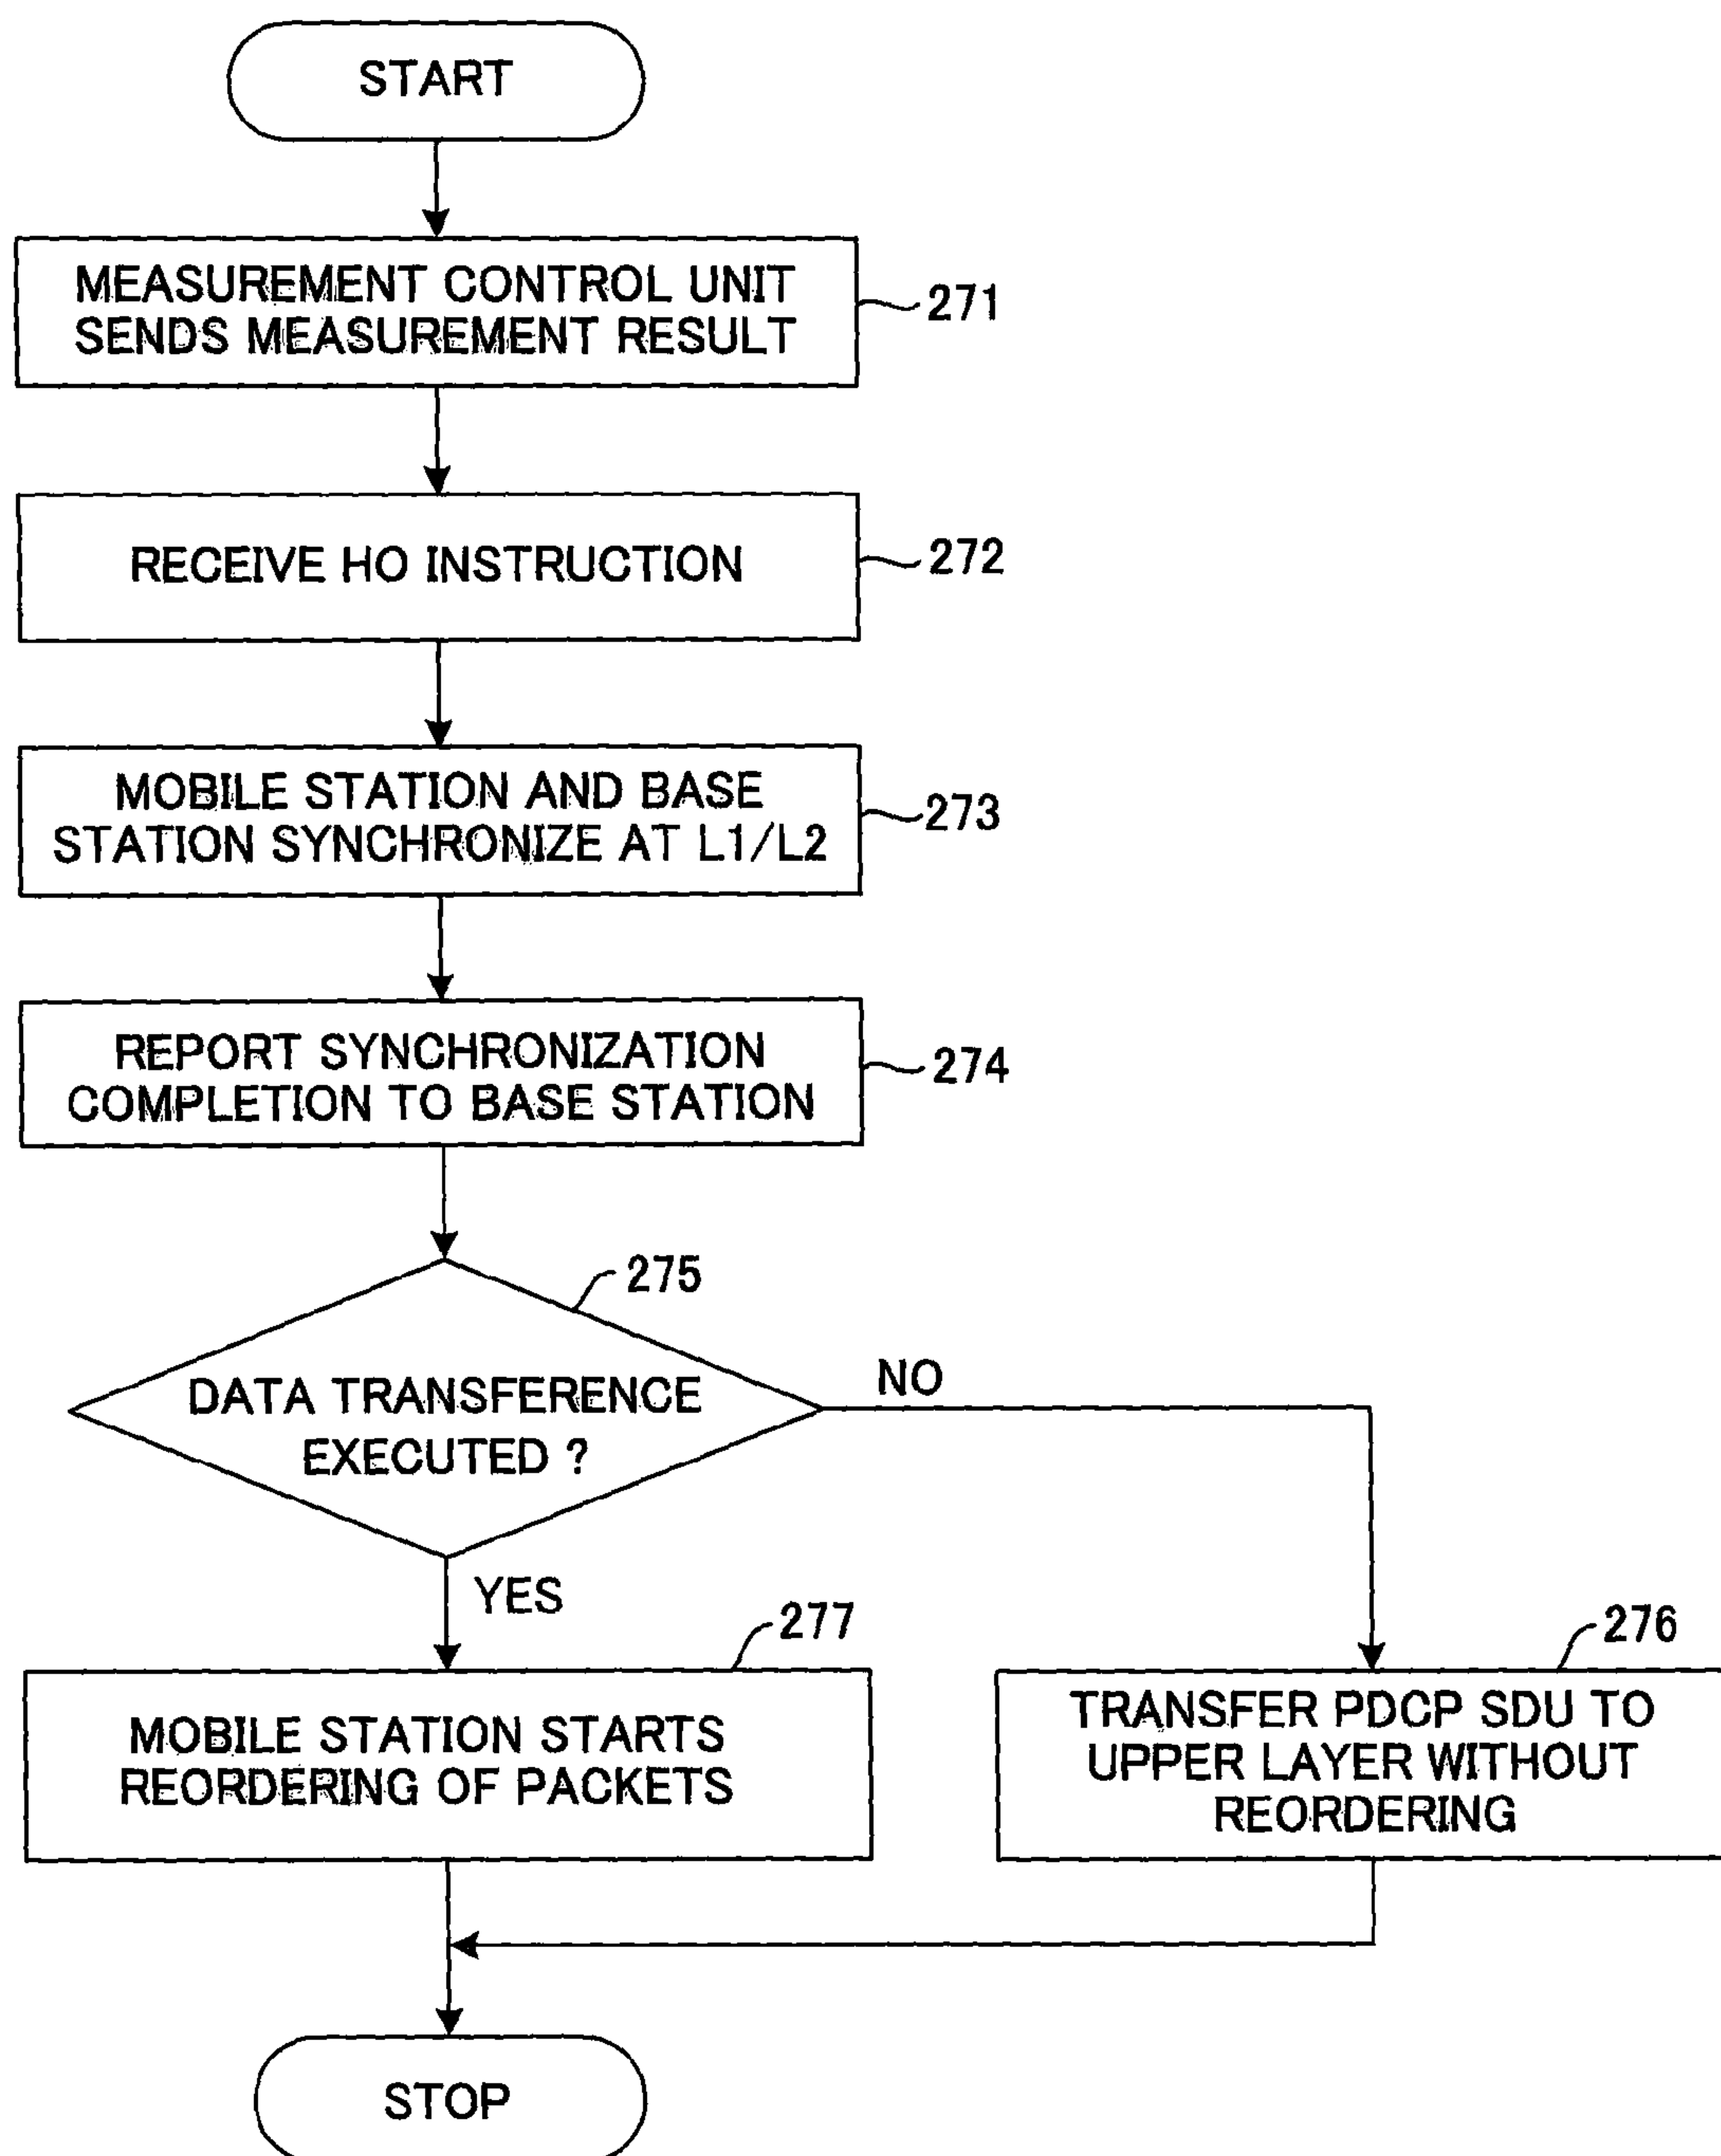 START
MEASUREMENT CONTROL UNIT
SENDS MEASUREMENT RESULT
271
RECEIVE HO INSTRUCTION
272
MOBILE STATION AND BASE
STATION SYNCHRONIZE AT L1/L2
273
REPORT SYNCHRONIZATION
COMPLETION TO BASE STATION
274
275
DATA TRANSFERENCE
EXECUTED ?
NO
YES
277
MOBILE STATION STARTS
REORDERING OF PACKETS
276
TRANSFER PDCP SDU TO
UPPER LAYER WITHOUT
REORDERING
STOP